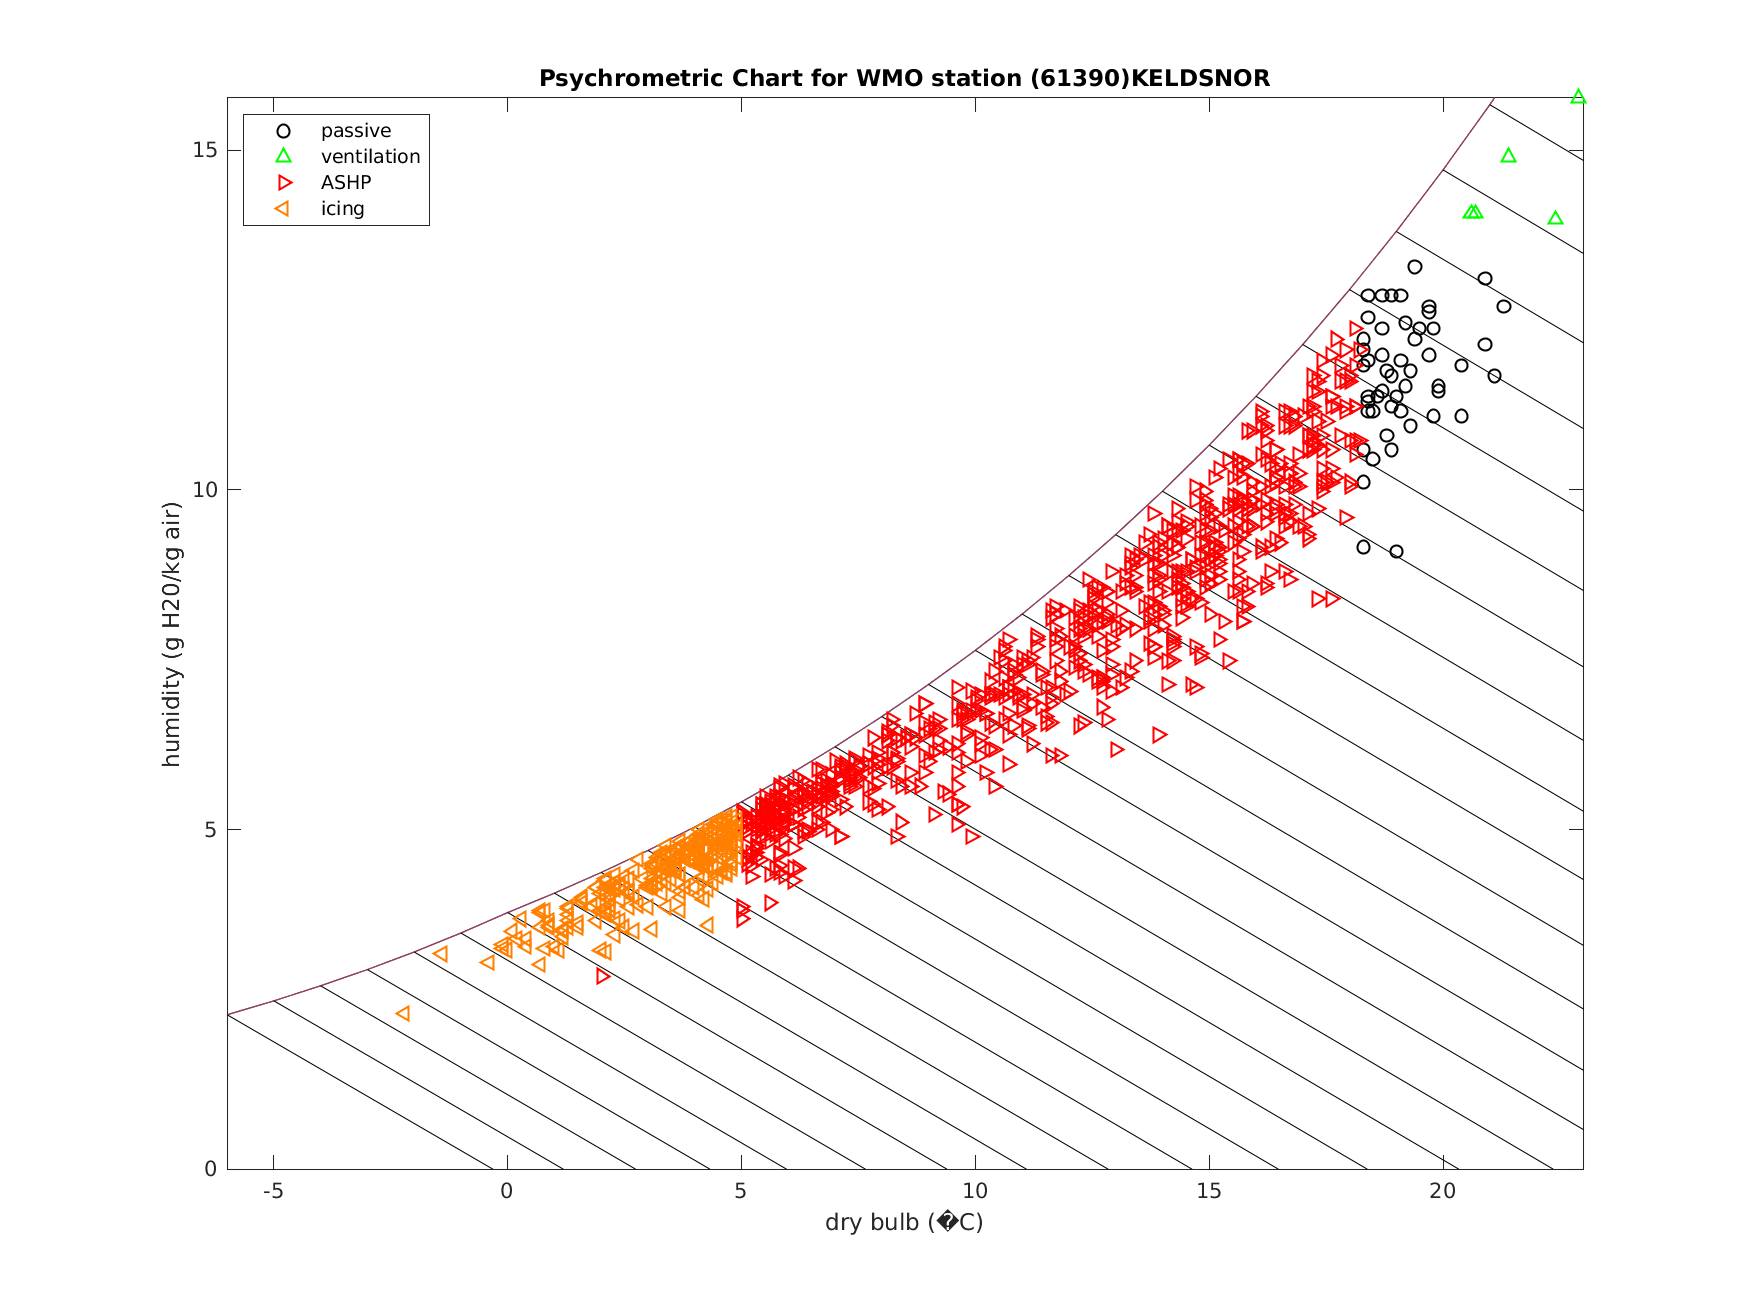 Psychrometric Chart for WMO station (61390)KELDSNOR
passive
ventilation
ASHP
icing
15
10
5
0
humidity (g H20/kg air)
-5 0 5 10 15 20
dry bulb (�C)